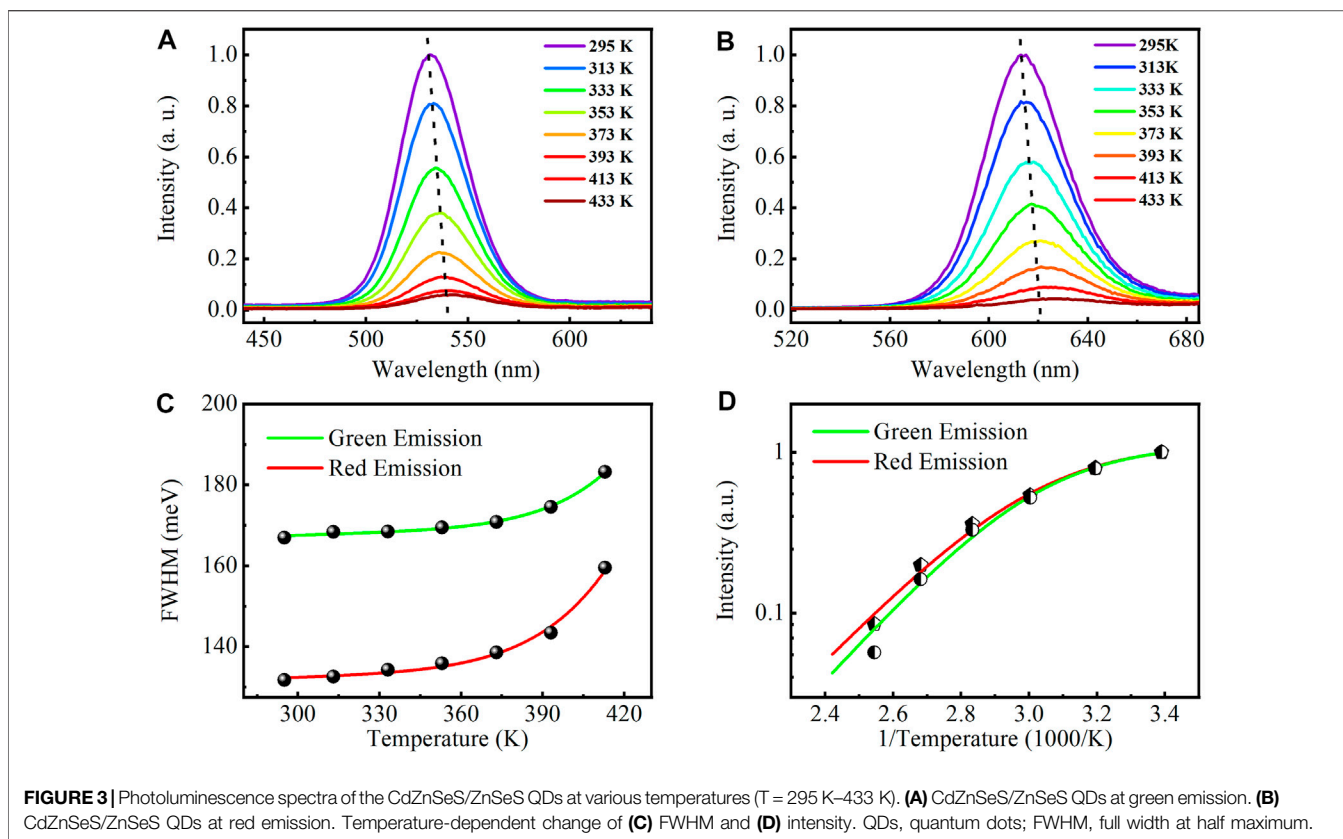 A
1.0
0.8
0.6
0.4
0.2
0.0
Intensity (a. u.)
295 K
313 K
333 K
353 K
373 K
393 K
413 K
433 K
450 500 550 600
Wavelength (nm)
B
1.0
0.8
0.6
0.4
0.2
0.0
Intensity (a. u.)
295K
313K
333 K
353 K
373 K
393 K
413 K
433 K
520 560 600 640 680
Wavelength (nm)
C
200
180
160
140
FWHM (meV)
Green Emission
Red Emission
300 330 360 390 420
Temperature (K)
D
1
0.1
Intensity (a.u.)
Green Emission
Red Emission
2.4 2.6 2.8 3.0 3.2 3.4
1/Temperature (1000/K)
FIGURE 3 | Photoluminescence spectra of the CdZnSeS/ZnSeS QDs at various temperatures (T = 295 K–433 K). (A) CdZnSeS/ZnSeS QDs at green emission. (B)
CdZnSeS/ZnSeS QDs at red emission. Temperature-dependent change of (C) FWHM and (D) intensity. QDs, quantum dots; FWHM, full width at half maximum.